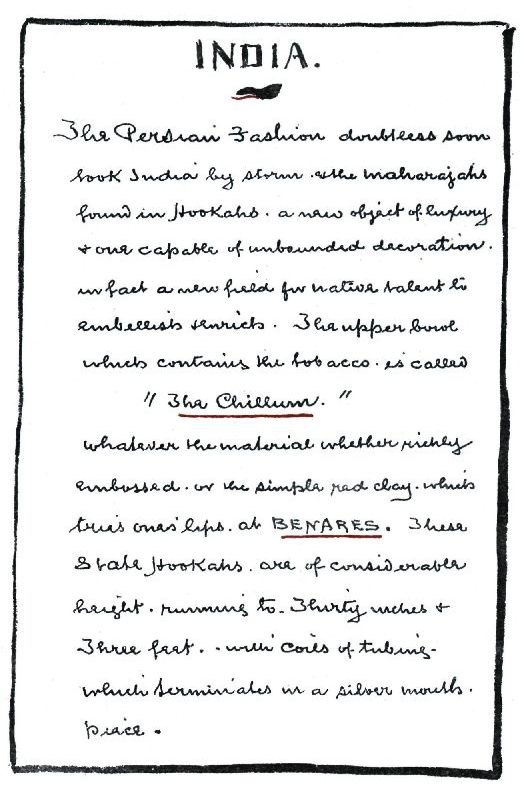 INDIA.
The Persian Fashion doubtless soon
took India by storm. & the maharajahs
found in Hookahs. a new object of luxury
& one capable of unbounded decoration.
in fact a new field for native talent to
embellish & enrich. The upper bowl
which contains the tobacco. is called
" The Chillum. "
whatever the material whether richly
embossed. or the simple red clay. which
tries ones' lips. at BENARES. These
State Hookahs. are of considerable
height. running to - Thirty inches &
Three feet. - with coils of tubing -
which terminates in a silver mouth.
piece.